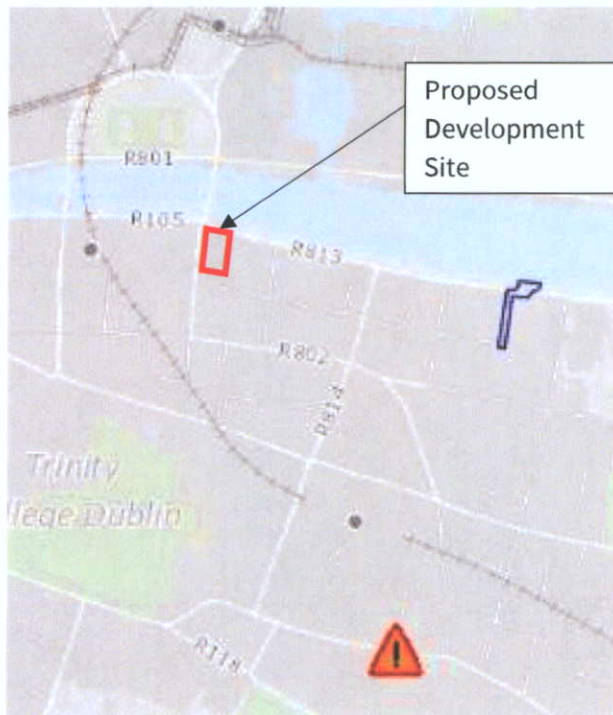 Proposed
Development
Site
R801
R105
R813
R802
R814
Trinity
llege Dublin
R118
!